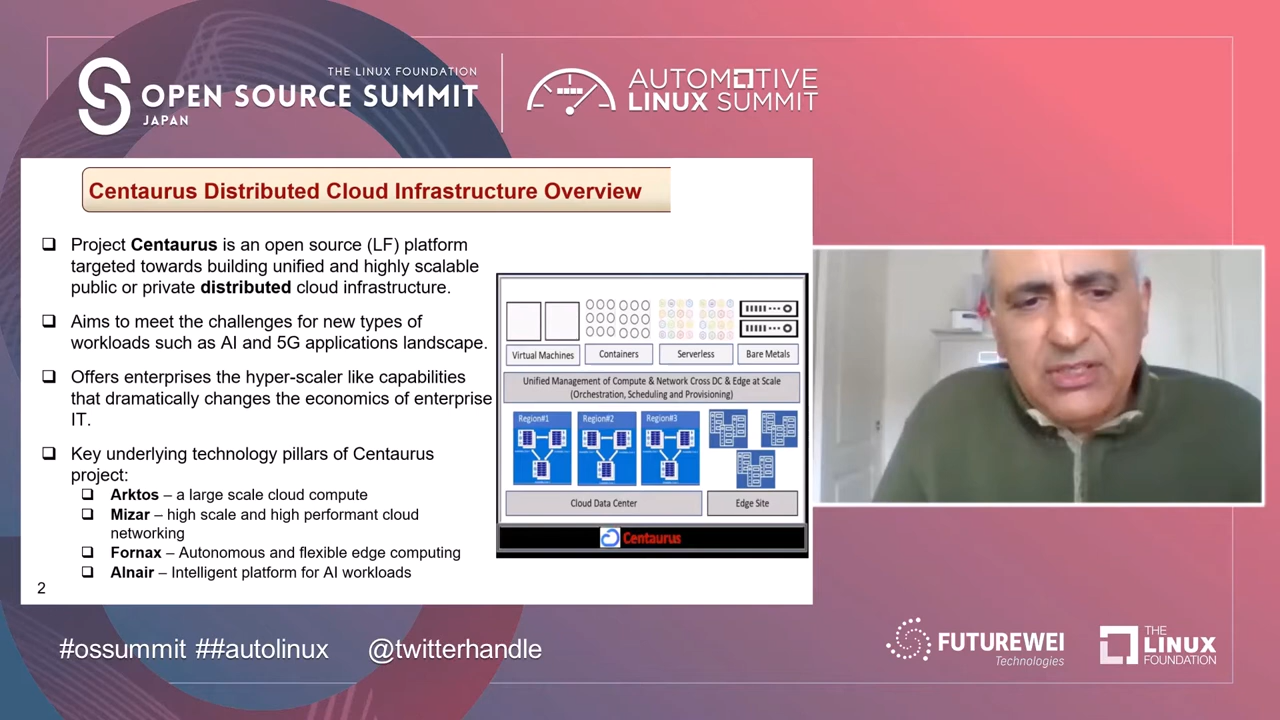 THE LINUX FOUNDATION
OPEN SOURCE SUMMIT
JAPAN
AUTOMOTIVE
LINUX SUMMIT
Centaurus Distributed Cloud Infrastructure Overview
❑ Project Centaurus is an open source (LF) platform
targeted towards building unified and highly scalable
public or private distributed cloud infrastructure.
❑ Aims to meet the challenges for new types of
workloads such as AI and 5G applications landscape.
❑ Offers enterprises the hyper-scaler like capabilities
that dramatically changes the economics of enterprise
IT.
❑ Key underlying technology pillars of Centaurus
project:
❑ Arktos – a large scale cloud compute
❑ Mizar – high scale and high performant cloud
networking
❑ Fornax – Autonomous and flexible edge computing
❑ Alnair – Intelligent platform for AI workloads
2
Virtual Machines
Containers
Serverless
Bare Metals
Unified Management of Compute & Network Cross DC & Edge at Scale
(Orchestration, Scheduling and Provisioning)
Region#1
Region#2
Region#3
Cloud Data Center
Edge Site
Centaurus
#ossummit ##autolinux @twitterhandle
FUTUREWEI
Technologies
THE
LINUX
FOUNDATION